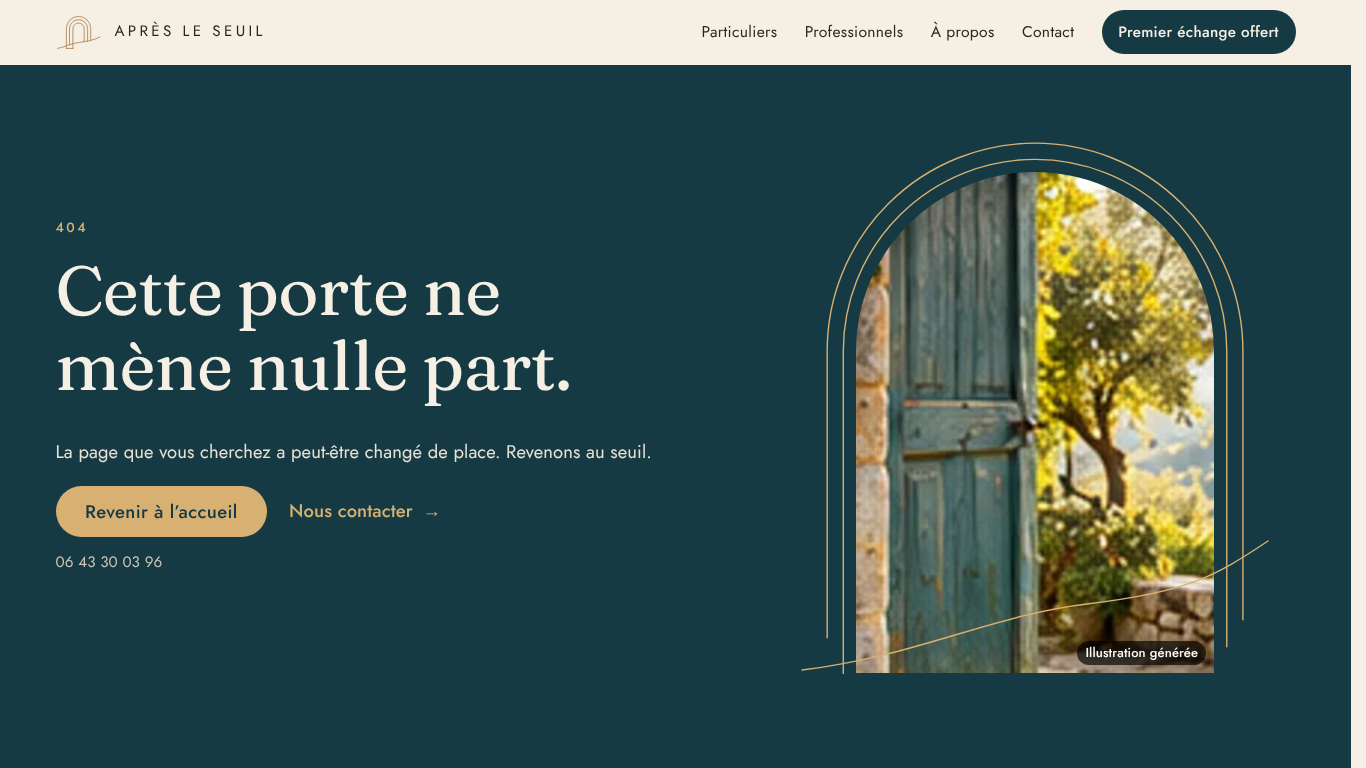 APRÈS LE SEUIL
Particuliers
Professionnels
À propos
Contact
Premier échange offert
404
Cette porte ne
mène nulle part.
La page que vous cherchez a peut-être changé de place. Revenons au seuil.
Revenir à l’accueil
Nous contacter →
06 43 30 03 96
Illustration générée